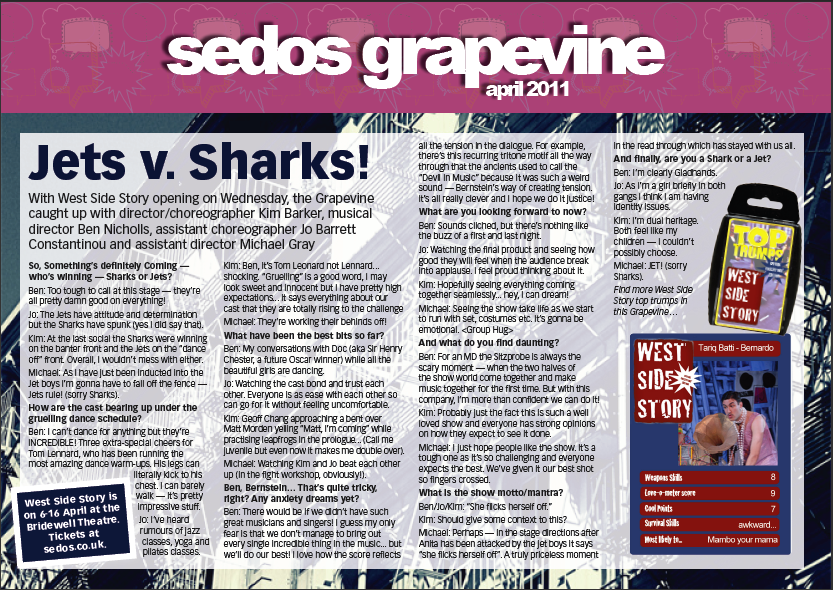 sedos grapevine
april 2011
Jets v. Sharks!
With West Side Story opening on Wednesday, the Grapevine
caught up with director/choreographer Kim Barker, musical
director Ben Nicholls, assistant choreographer Jo Barrett
Constantinou and assistant director Michael Gray
So, Something's definitely Coming —
who's winning — Sharks or Jets?
Ben: Too tough to call at this stage — they're
all pretty damn good on everything!
Jo: The Jets have attitude and determination
but the Sharks have spunk (yes I did say that).
Kim: At the last social the Sharks were winning
on the banter front and the Jets on the "dance
off" front. Overall, I wouldn't mess with either.
Michael: As I have just been inducted into the
Jet boys I'm gonna have to fall off the fence —
Jets rule! (sorry Sharks).
How are the cast bearing up under the
gruelling dance schedule?
Ben: I can't dance for anything but they're
INCREDIBLE! Three extra-special cheers for
Tom Lennard, who has been running the
most amazing dance warm-ups. His legs can
literally kick to his
chest. I can barely
walk — it's pretty
impressive stuff.
Jo: I've heard
rumours of jazz
classes, yoga and
pilates classes.
West Side Story is
on 6-16 April at the
Bridewell Theatre.
Tickets at
sedos.co.uk.
Kim: Ben, it's Tom Leonard not Lennard...
shocking. "Gruelling" is a good word, I may
look sweet and innocent but I have pretty high
expectations... it says everything about our
cast that they are totally rising to the challenge
Michael: They're working their behinds off!
What have been the best bits so far?
Ben: My conversations with Doc (aka Sir Henry
Chester, a future Oscar winner) while all the
beautiful girls are dancing.
Jo: Watching the cast bond and trust each
other. Everyone is as ease with each other so
can go for it without feeling uncomfortable.
Kim: Geoff Chang approaching a bent over
Matt Morden yelling "Matt, I'm coming" while
practising leapfrogs in the prologue... (Call me
juvenile but even now it makes me double over).
Michael: Watching Kim and Jo beat each other
up (in the fight workshop, obviously!).
Ben, Bernstein... That's quite tricky,
right? Any anxiety dreams yet?
Ben: There would be if we didn't have such
great musicians and singers! I guess my only
fear is that we don't manage to bring out
every single incredible thing in the music... but
we'll do our best! I love how the score reflects
all the tension in the dialogue. For example,
there's this recurring tritone motif all the way
through that the ancients used to call the
"Devil in Music" because it was such a weird
sound — Bernstein's way of creating tension.
It's all really clever and I hope we do it justice!
What are you looking forward to now?
Ben: Sounds cliched, but there's nothing like
the buzz of a first and last night.
Jo: Watching the final product and seeing how
good they will feel when the audience break
into applause. I feel proud thinking about it.
Kim: Hopefully seeing everything coming
together seamlessly... hey, I can dream!
Michael: Seeing the show take life as we start
to run with set, costumes etc. It's gonna be
emotional. <Group Hug>
And what do you find daunting?
Ben: For an MD the Sitzprobe is always the
scary moment — when the two halves of
the show world come together and make
music together for the first time. But with this
company, I'm more than confident we can do it!
Kim: Probably just the fact this is such a well
loved show and everyone has strong opinions
on how they expect to see it done.
Michael: I just hope people like the show. It's a
tough one as it's so challenging and everyone
expects the best. We've given it our best shot
so fingers crossed.
What is the show motto/mantra?
Ben/Jo/Kim: "She flicks herself off."
Kim: Should give some context to this?
Michael: Perhaps — in the stage directions after
Anita has been attacked by the jet boys it says
"she flicks herself off". A truly priceless moment
in the read through which has stayed with us all.
And finally, are you a Shark or a Jet?
Ben: I'm clearly Gladhands.
Jo: As I'm a girl briefly in both
gangs I think I am having
identity issues.
Kim: I'm dual heritage.
Both feel like my
children — I couldn't
possibly choose.
Michael: JET! (sorry
Sharks).
Find more West Side
Story top trumps in
this Grapevine...
TOP
TRUMPS
WEST
SIDE
STORY
WEST
SIDE
STORY
Tariq Batti - Bernardo
Weapons Skills 8
Love-o-meter score 9
Cool Points 7
Survival Skills awkward...
Most likely to... Mambo your mama